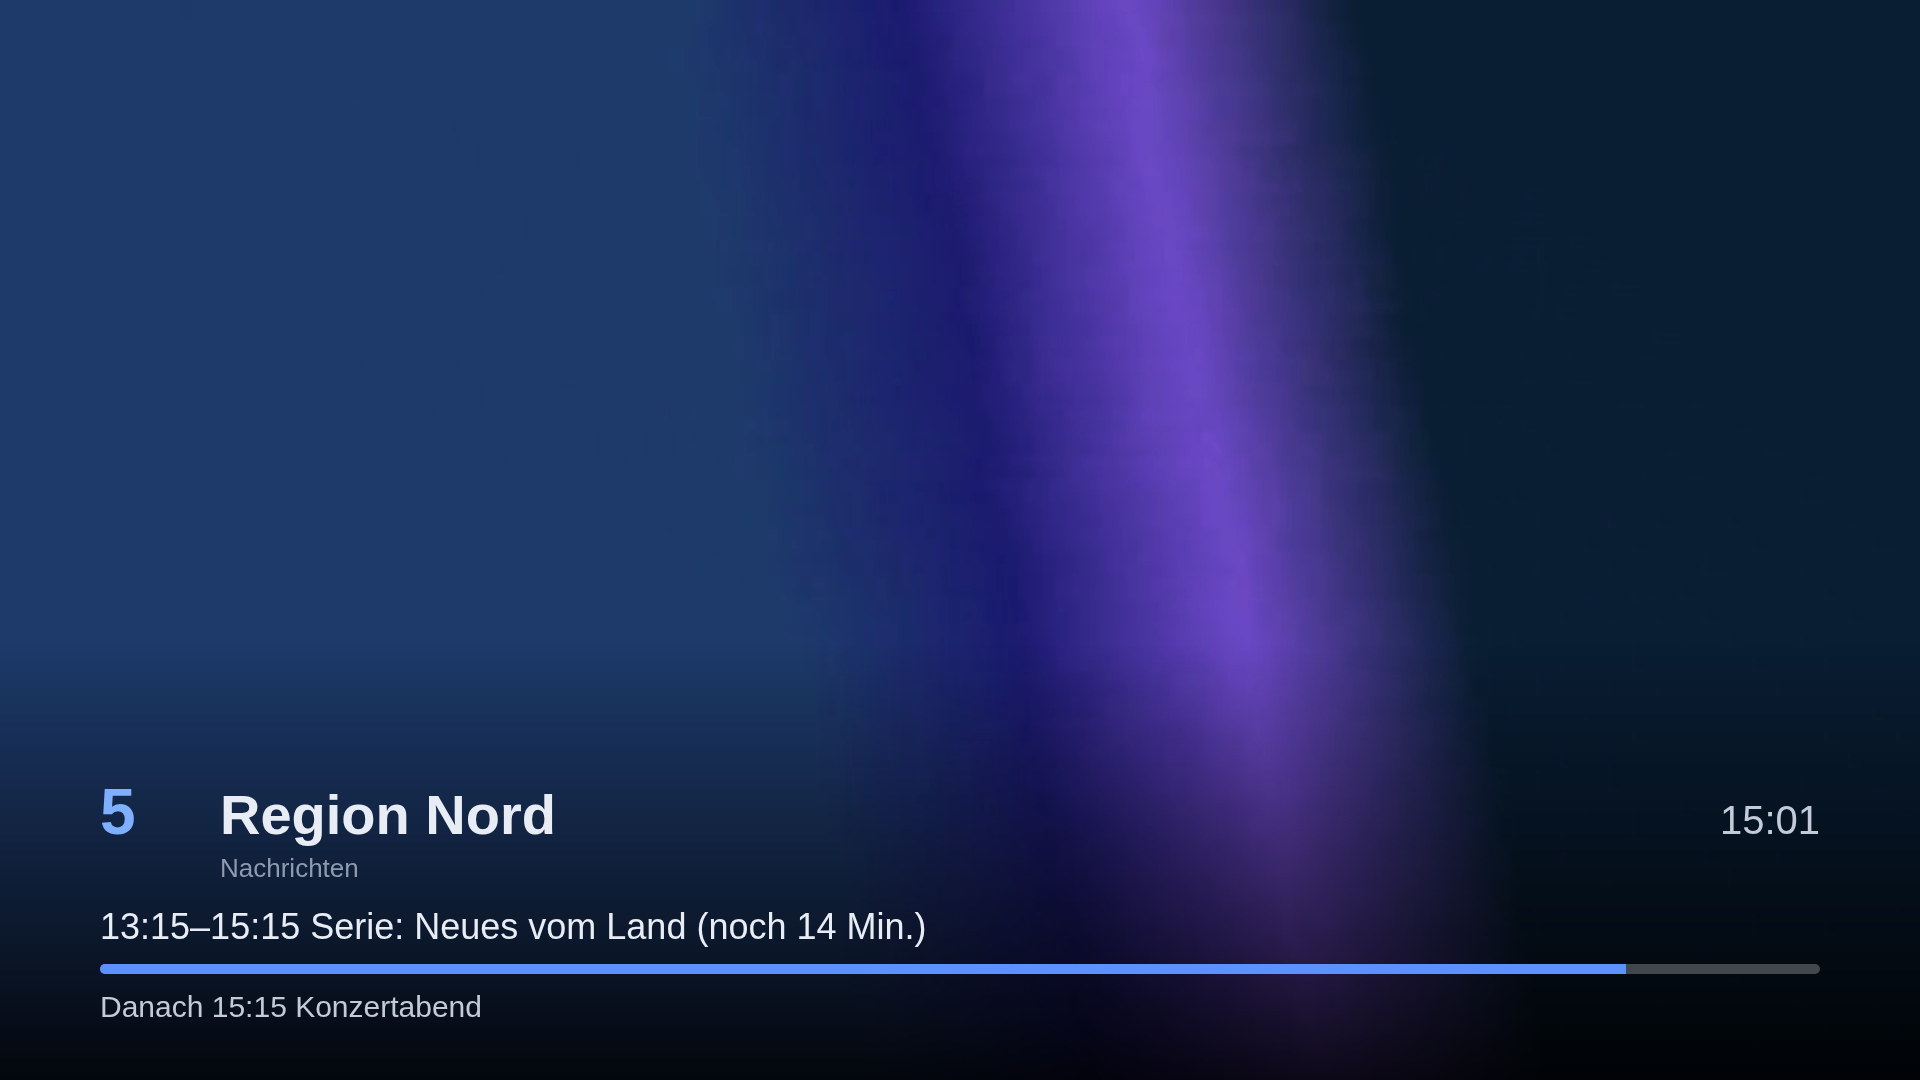 5 Region Nord 15:01
Nachrichten
13:15–15:15 Serie: Neues vom Land (noch 14 Min.)
Danach 15:15 Konzertabend